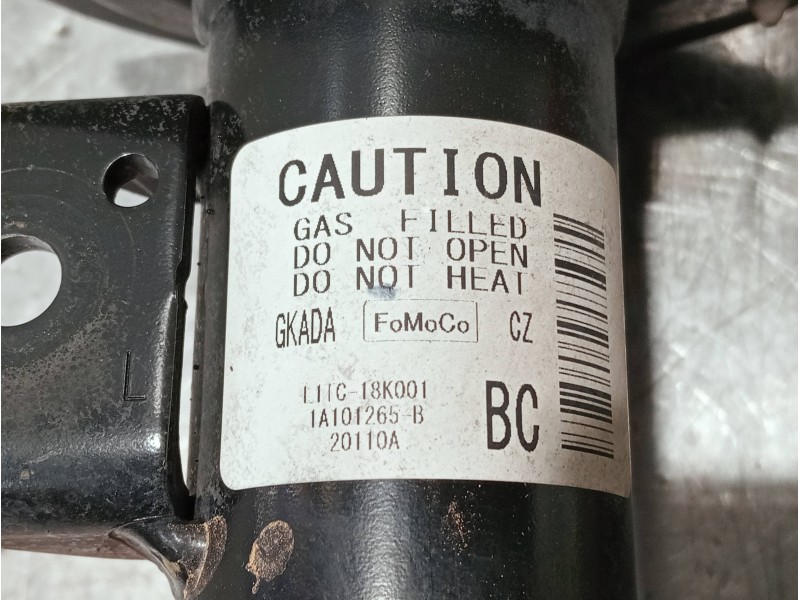 CAUTION
GAS FILLED
DO NOT OPEN
DO NOT HEAT
GKADA FoMoCo CZ
L1TC-18K001
1A101265-B
20110A
BC
L